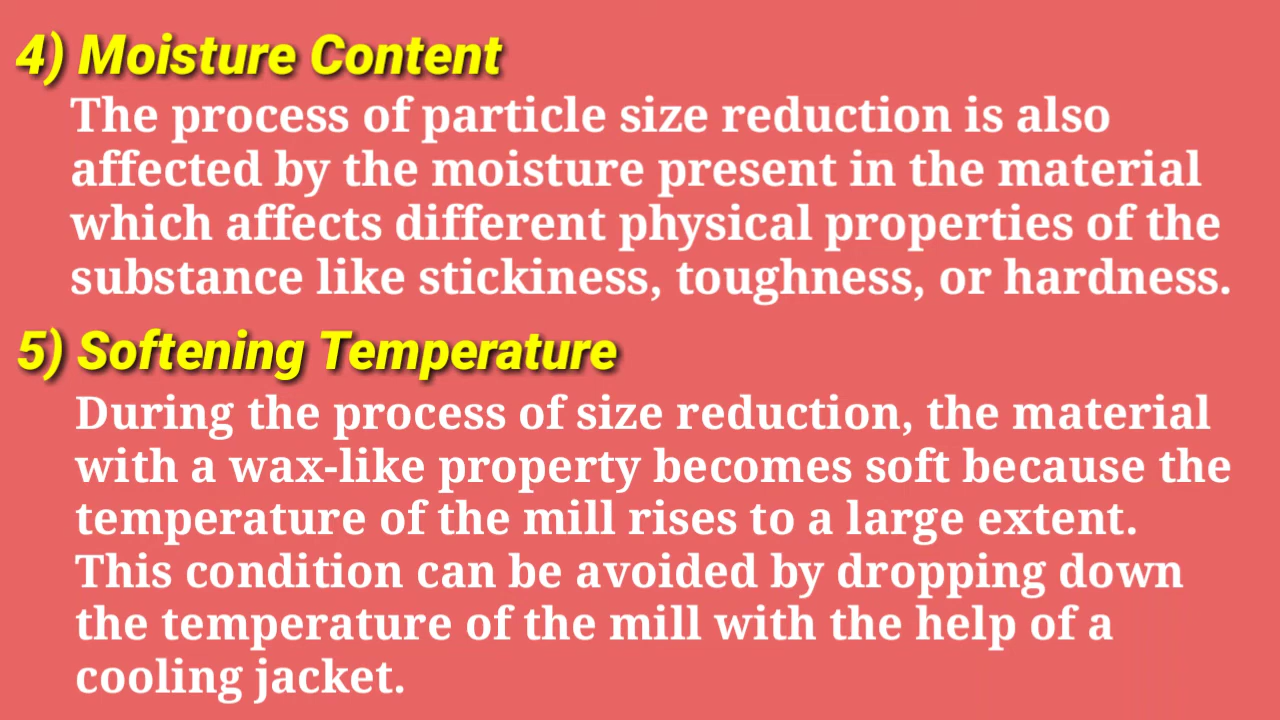 4) Moisture Content
The process of particle size reduction is also
affected by the moisture present in the material
which affects different physical properties of the
substance like stickiness, toughness, or hardness.
5) Softening Temperature
During the process of size reduction, the material
with a wax-like property becomes soft because the
temperature of the mill rises to a large extent.
This condition can be avoided by dropping down
the temperature of the mill with the help of a
cooling jacket.